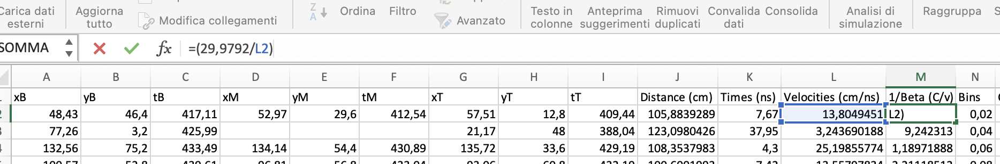 Carica dati
esterni
Aggiorna
tutto
Modifica collegamenti
Z
A
Ordina
Filtro
Avanzato
Testo in
colonne
Anteprima
suggerimenti
Rimuovi
duplicati
Convalida
dati
Consolida
Analisi di
simulazione
Raggruppa
S
SOMMA fx =(29,9792/L2)
A B C D E F G H I J K L M N
1 xB yB tB xM yM tM xT yT tT Distance (cm) Times (ns) Velocities (cm/ns) 1/Beta (C/v) Bins
2 48,43 46,4 417,11 52,97 29,6 412,54 57,51 12,8 409,44 105,8839289 7,67 13,8049451 L2) 0,02
3 77,26 3,2 425,99 21,17 48 388,04 123,0980426 37,95 3,243690188 9,242313 0,04
4 132,56 75,2 433,49 134,14 54,4 430,89 135,72 33,6 429,19 108,3537983 4,3 25,19855774 1,18971888 0,06